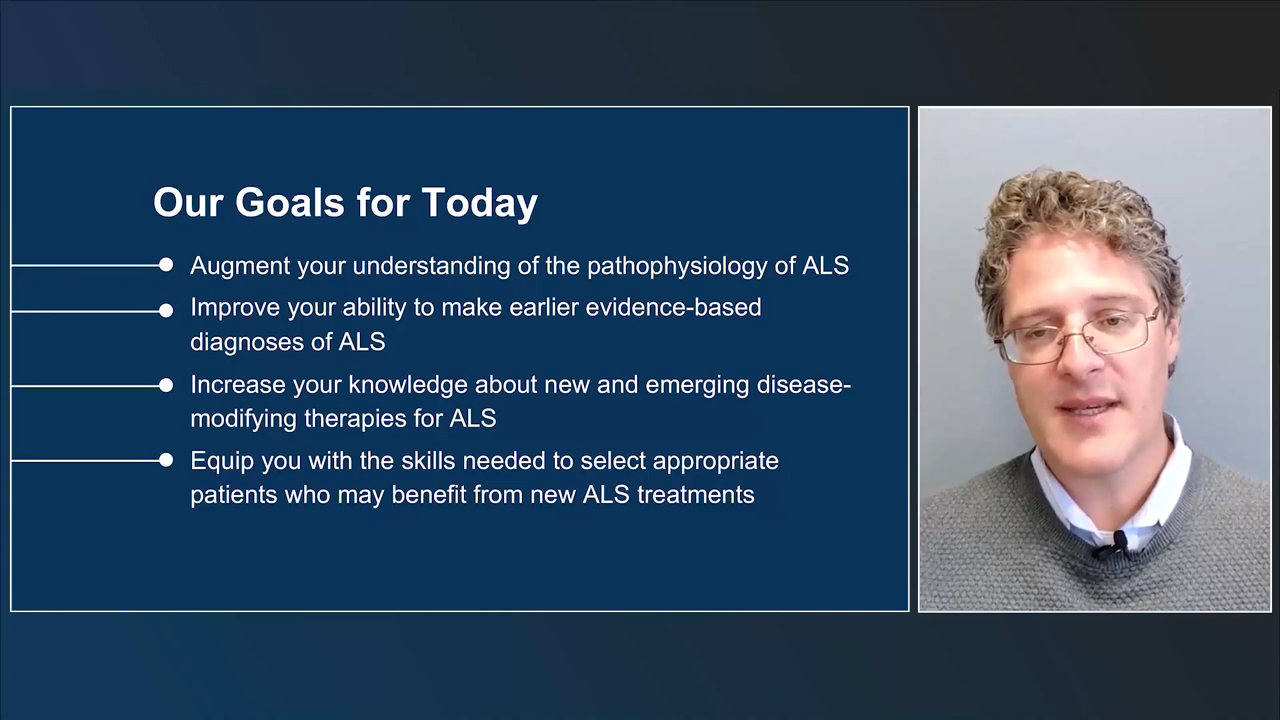 Our Goals for Today
Augment your understanding of the pathophysiology of ALS
Improve your ability to make earlier evidence-based
diagnoses of ALS
Increase your knowledge about new and emerging disease-
modifying therapies for ALS
Equip you with the skills needed to select appropriate
patients who may benefit from new ALS treatments